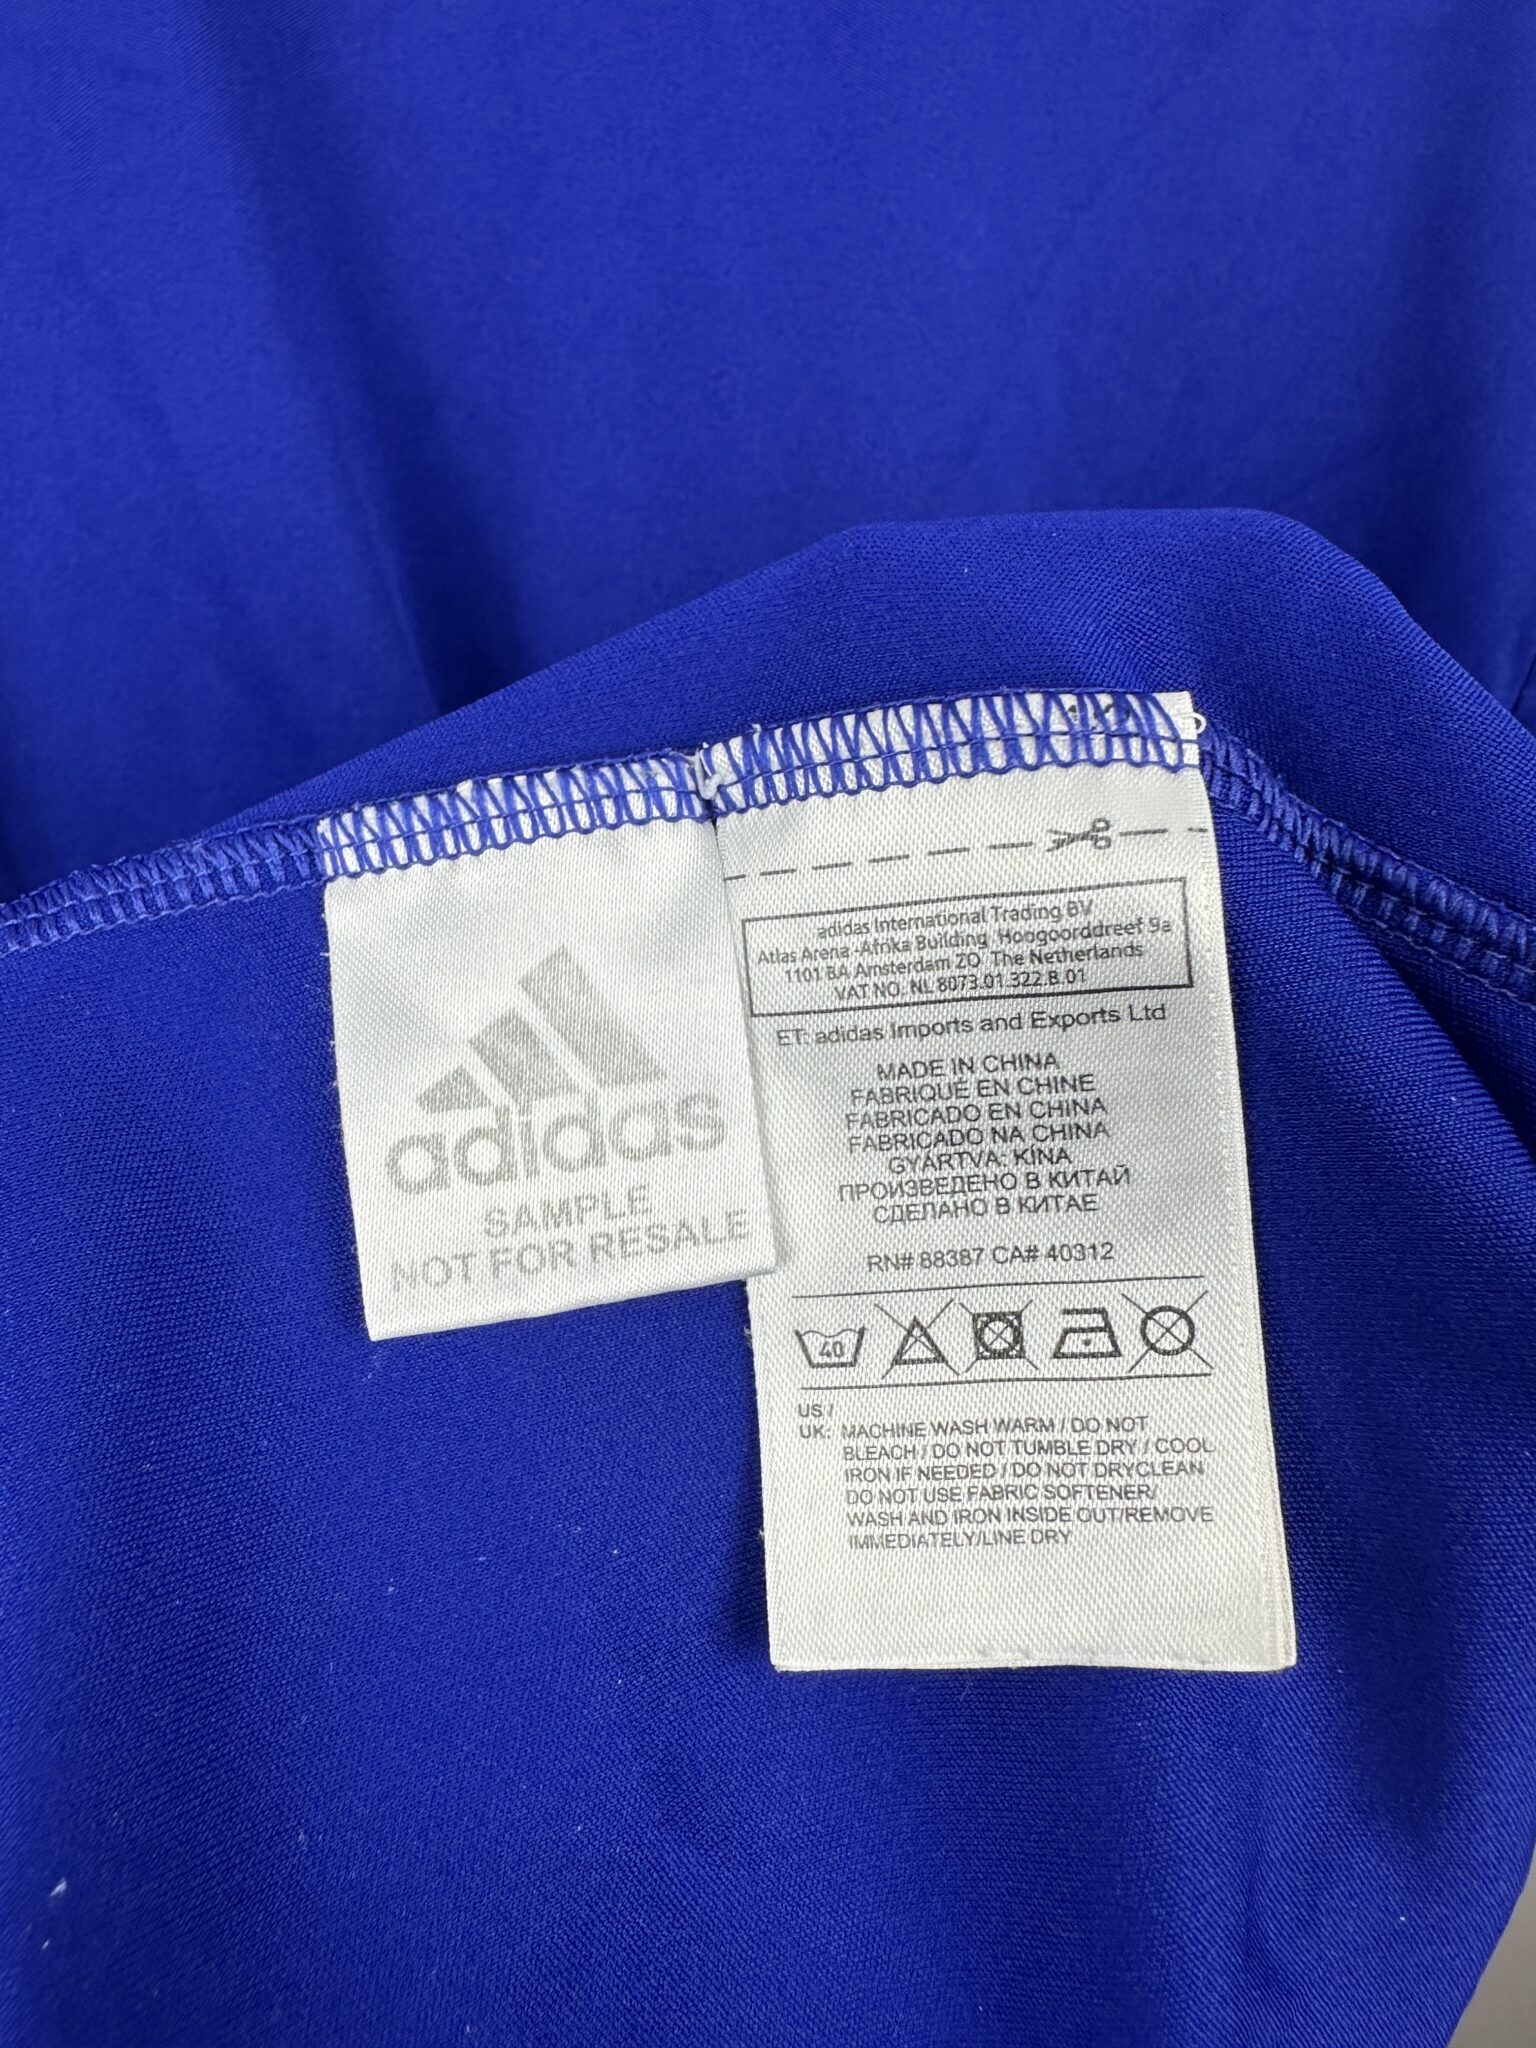 adidas
SAMPLE
NOT FOR RESALE
adidas International Trading BV
Atlas Arena -Afrika Building Hoogoorddreef 9a
1101 BA Amsterdam ZO The Netherlands
VAT NO. NL 8073.01.322.B.01
ET: adidas Imports and Exports Ltd
MADE IN CHINA
FABRIQUÉ EN CHINE
FABRICADO EN CHINA
FABRICADO NA CHINA
GYÁRTVA: KÍNA
ПРОИЗВЕДЕНО В КИТАЙ
СДЕЛАНО В КИТАЕ
RN# 88387 CA# 40312
40
US /
UK: MACHINE WASH WARM / DO NOT
BLEACH / DO NOT TUMBLE DRY / COOL
IRON IF NEEDED / DO NOT DRYCLEAN
DO NOT USE FABRIC SOFTENER/
WASH AND IRON INSIDE OUT/REMOVE
IMMEDIATELY/LINE DRY